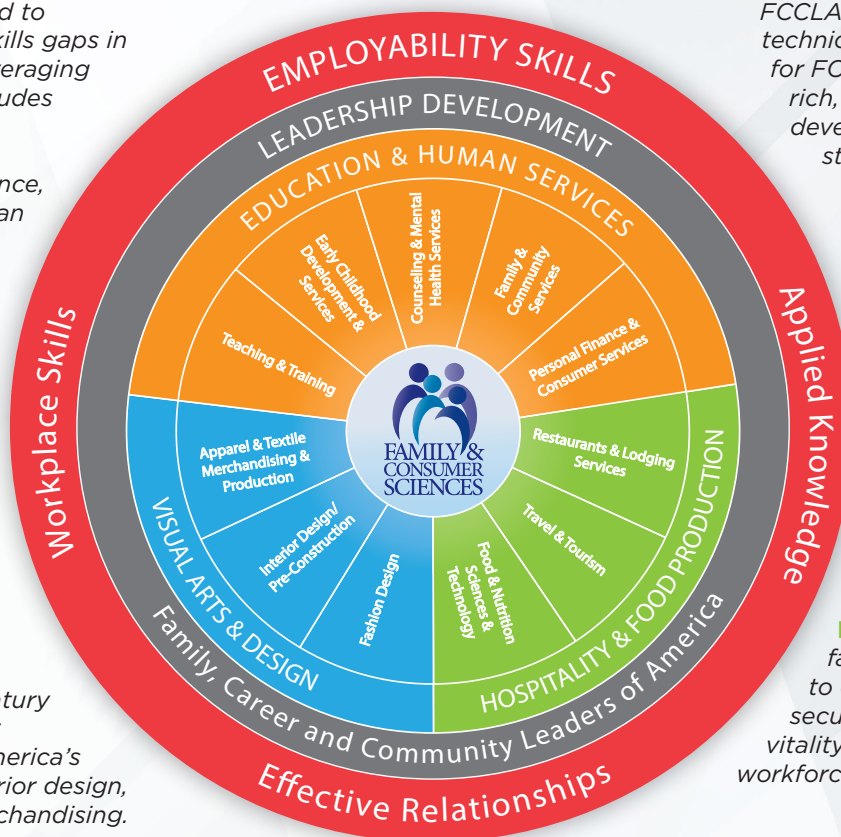 d to
kills gaps in
veraging
cludes
ence,
an
FCCLA
technic
for FC
rich,
deve
st
EMPLOYABILITY SKILLS
LEADERSHIP DEVELOPMENT
EDUCATION & HUMAN SERVICES
Teaching & Training
Early Childhood
Development &
Services
Counseling & Mental
Health Services
Family &
Community
Services
Personal Finance &
Consumer Services
Workplace Skills
Applied Knowledge
FAMILY &
CONSUMER
SCIENCES
Apparel & Textile
Merchandising &
Production
Interior Design/
Pre-Construction
Fashion Design
VISUAL ARTS & DESIGN
Restaurants & Lodging
Services
Travel & Tourism
Food & Nutrition
Sciences &
Technology
HOSPITALITY & FOOD PRODUCTION
Family, Career and Community Leaders of America
Effective Relationships
ntury
merica's
rior design,
chandising.
fa
to
secu
vitality
workforc